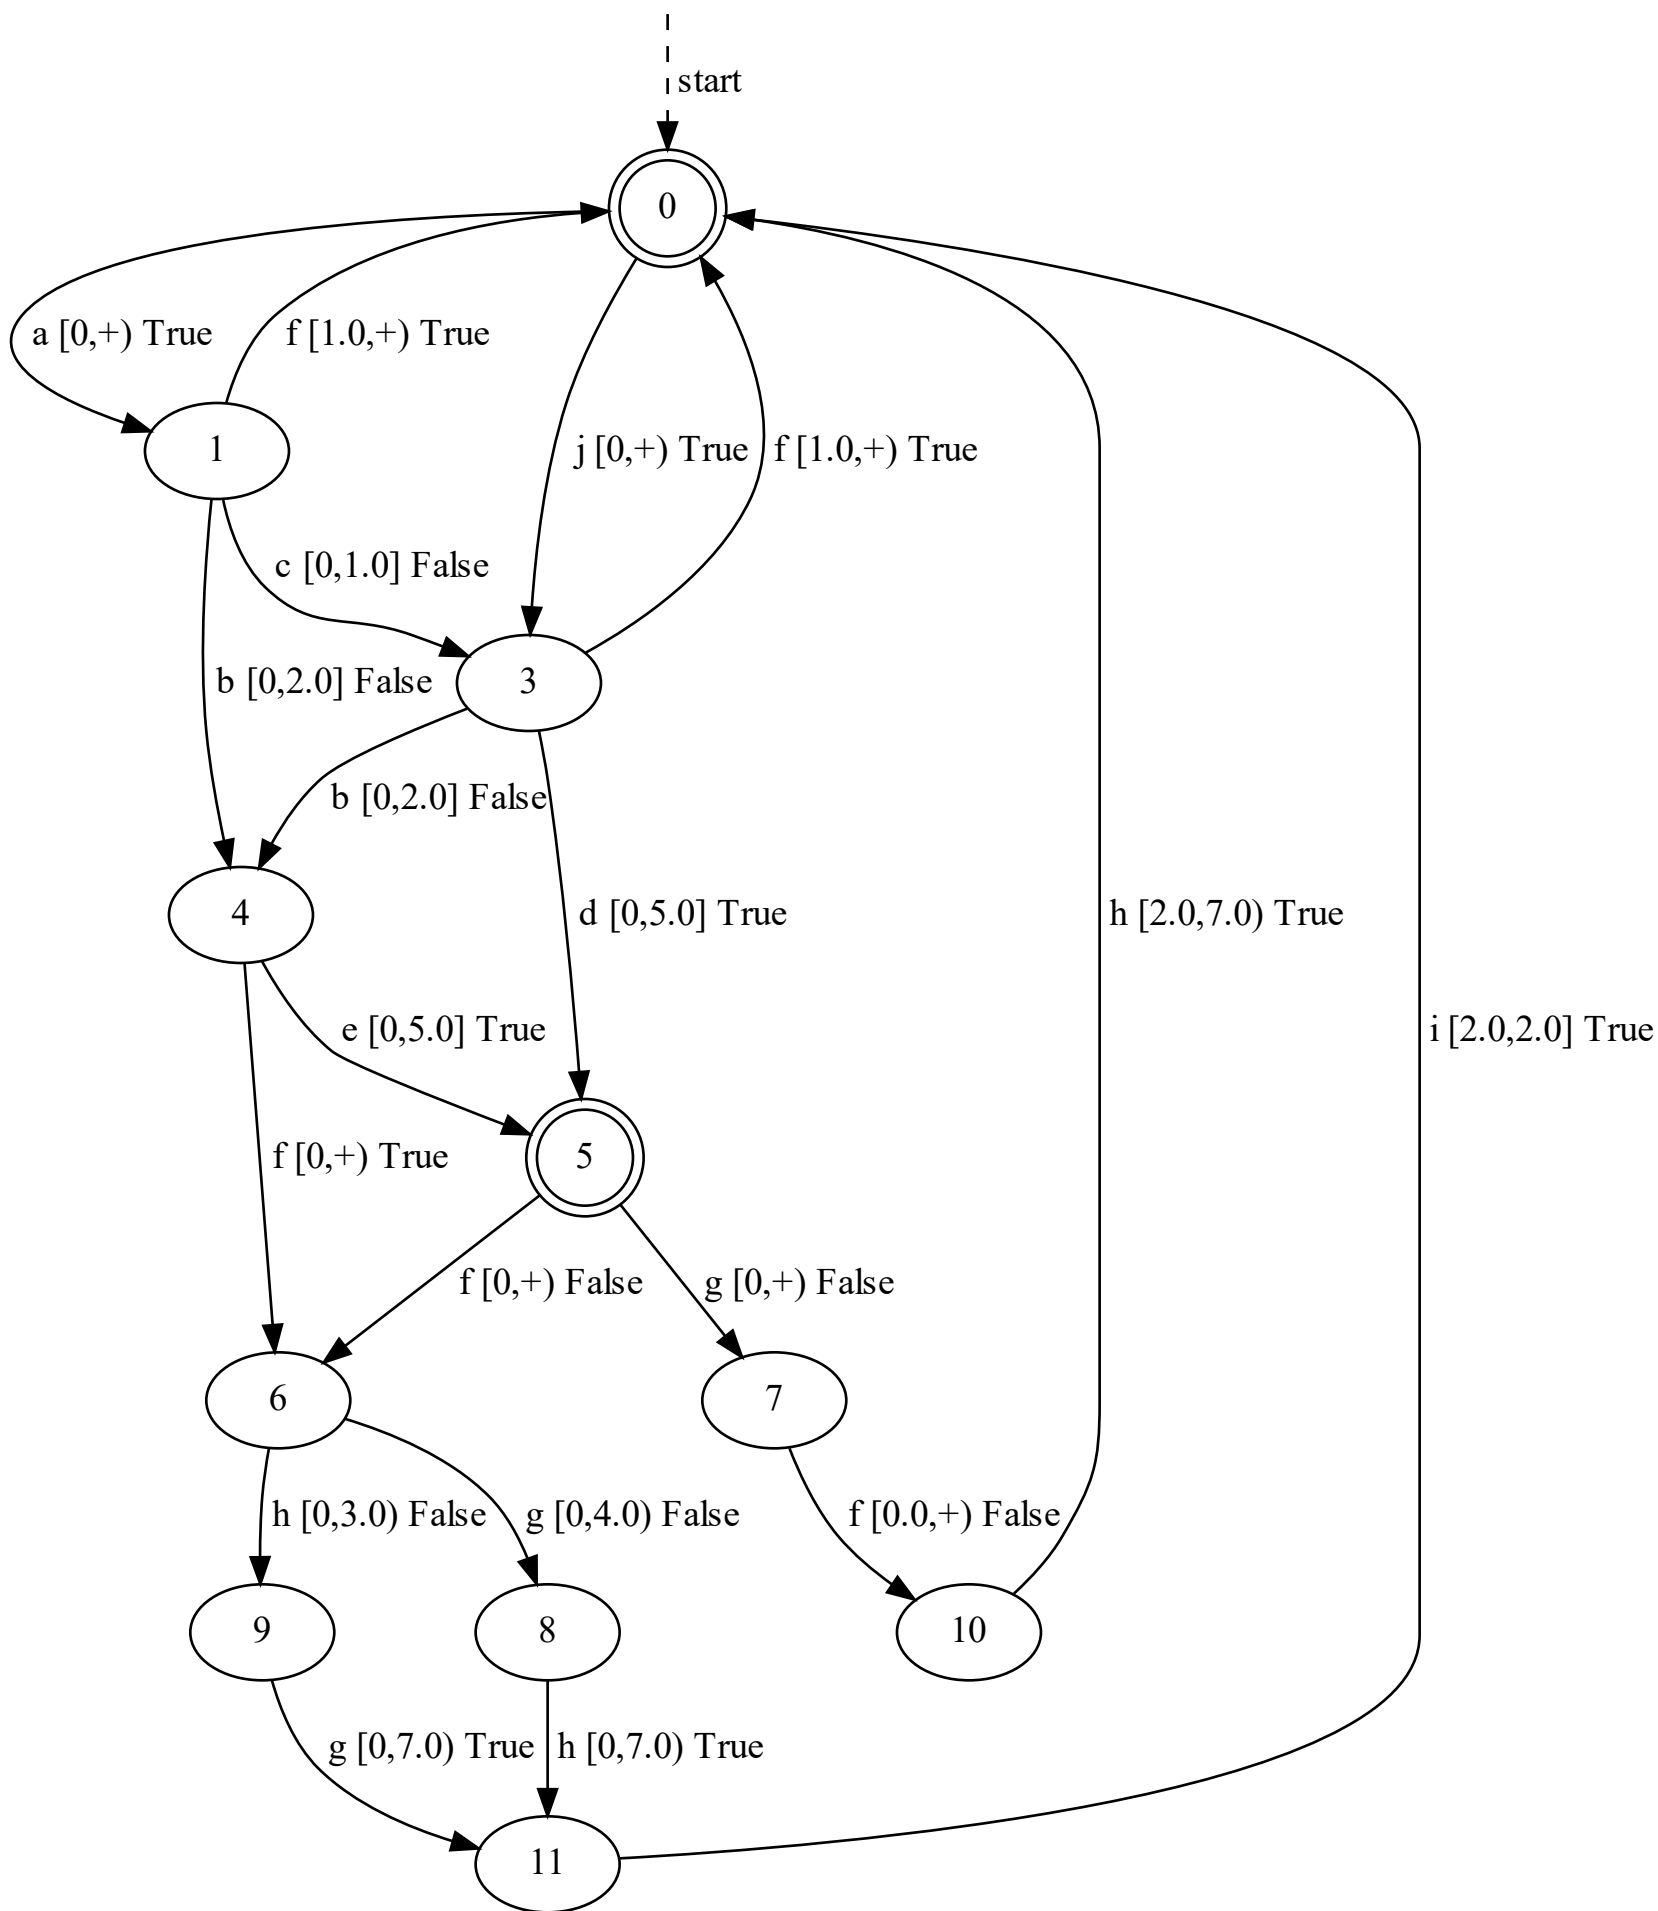 start
0
a [0,+) True
f [1.0,+) True
1
j [0,+) True
f [1.0,+) True
c [0,1.0] False
b [0,2.0] False
3
b [0,2.0] False
4
d [0,5.0] True
h [2.0,7.0) True
e [0,5.0] True
i [2.0,2.0] True
f [0,+) True
5
f [0,+) False
g [0,+) False
6
7
h [0,3.0) False
g [0,4.0) False
f [0.0,+) False
9
8
10
g [0,7.0) True
h [0,7.0) True
11